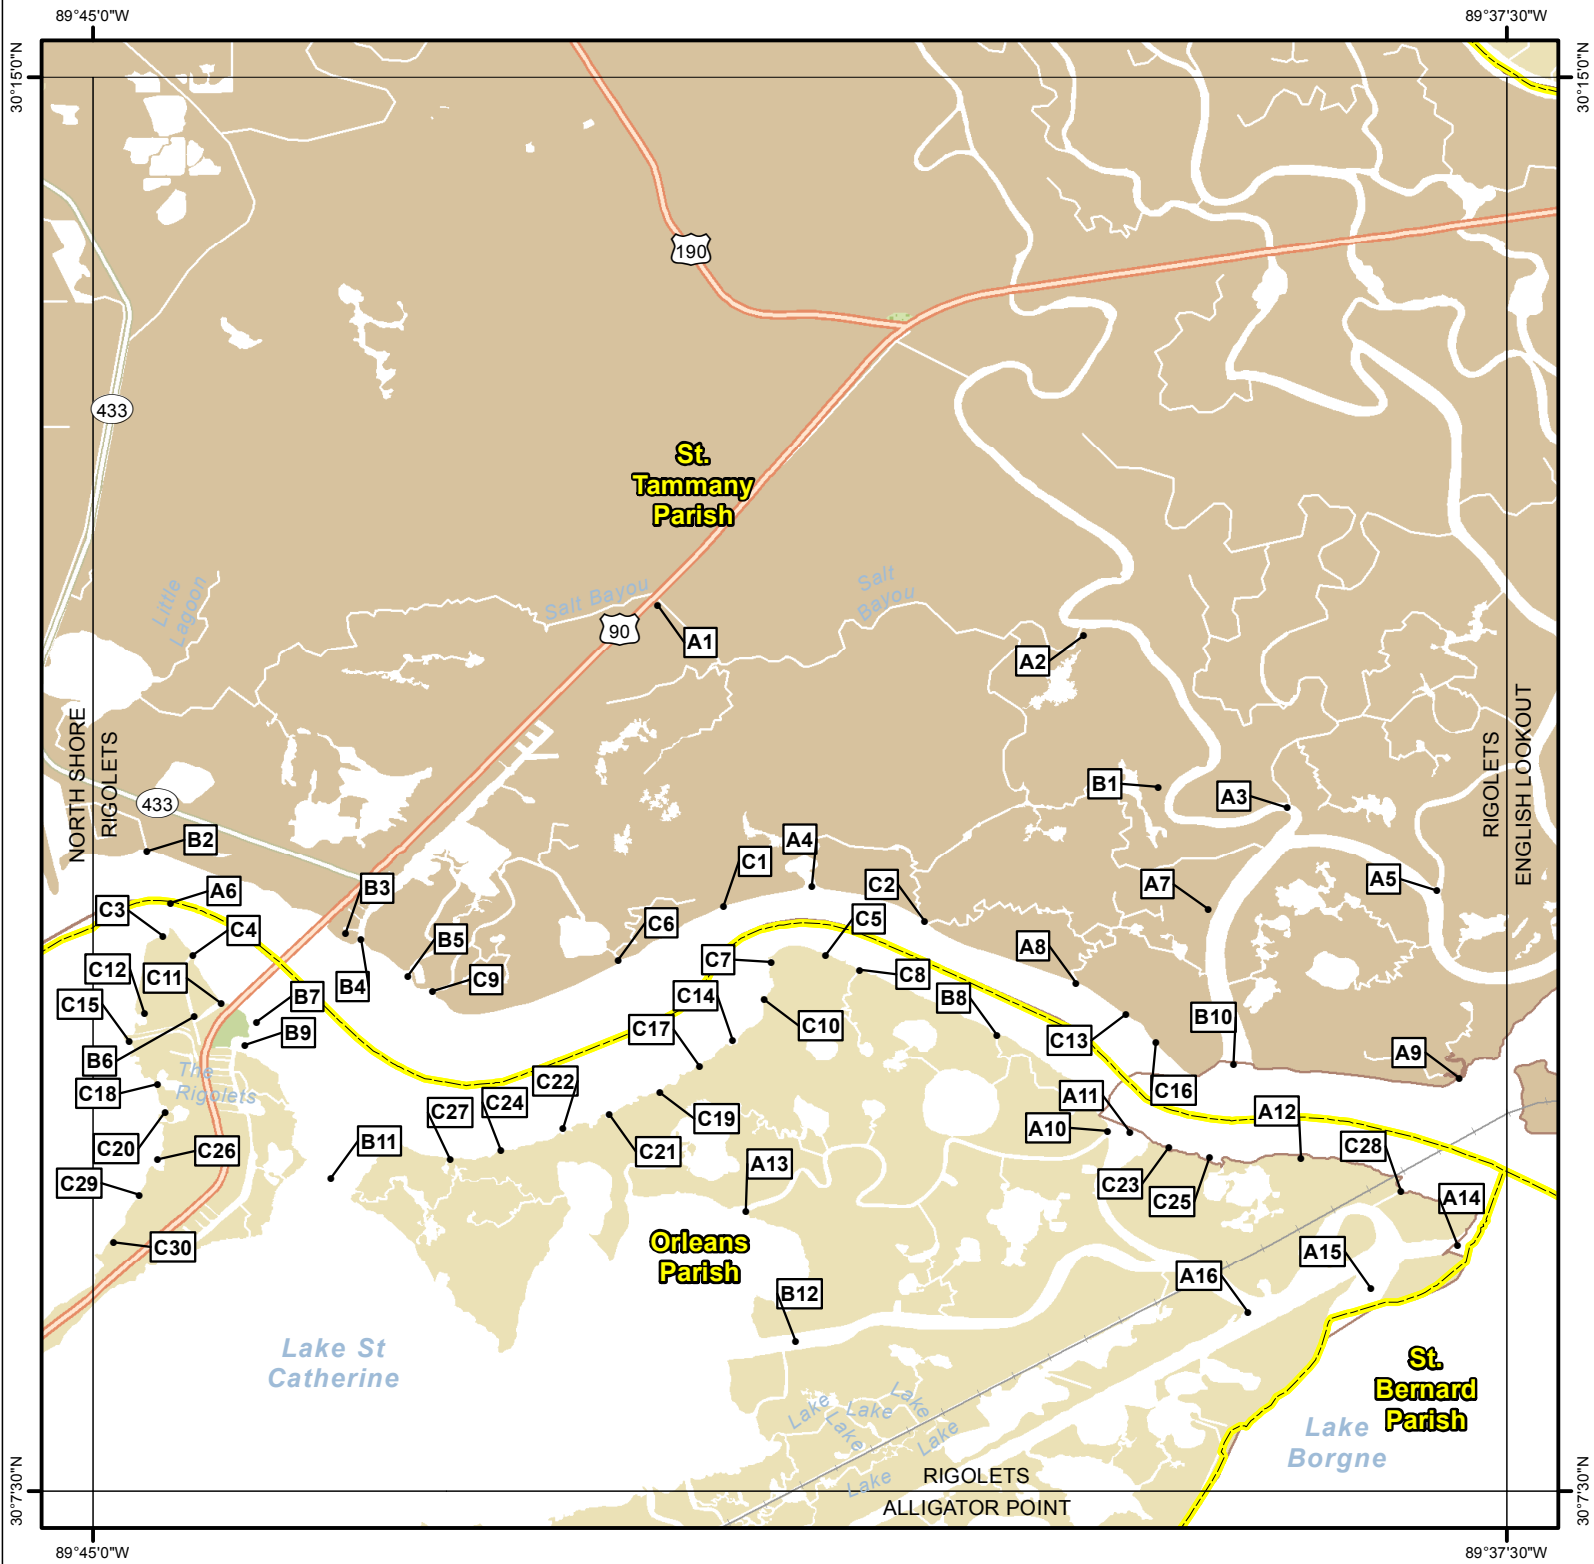 89°45'0"W
89°37'30"W
30°15'0"N
30°15'0"N
190
433
St.
Tammany
Parish
Little
Lagoon
Salt Bayou
Salt
Bayou
90
A1
A2
NORTH SHORE
RIGOLETS
RIGOLETS
ENGLISH LOOKOUT
433
B1
A3
B2
A4
C1
C2
A7
A5
B3
A6
C3
C4
C5
C6
B5
A8
C7
C8
C9
C12
C11
B4
B7
C14
B8
C15
B9
C17
C10
C13
B10
B6
A9
The
Rigolets
C18
C22
C24
C27
C19
C16
A11
A12
A10
C20
C26
B11
C21
A13
C28
C29
C23
C25
A14
C30
Orleans
Parish
A15
A16
B12
Lake St
Catherine
St.
Bernard
Parish
Lake
Lake
Lake
Lake
Lake
Lake
Lake
Borgne
RIGOLETS
ALLIGATOR POINT
30°7'30"N
30°7'30"N
89°45'0"W
89°37'30"W